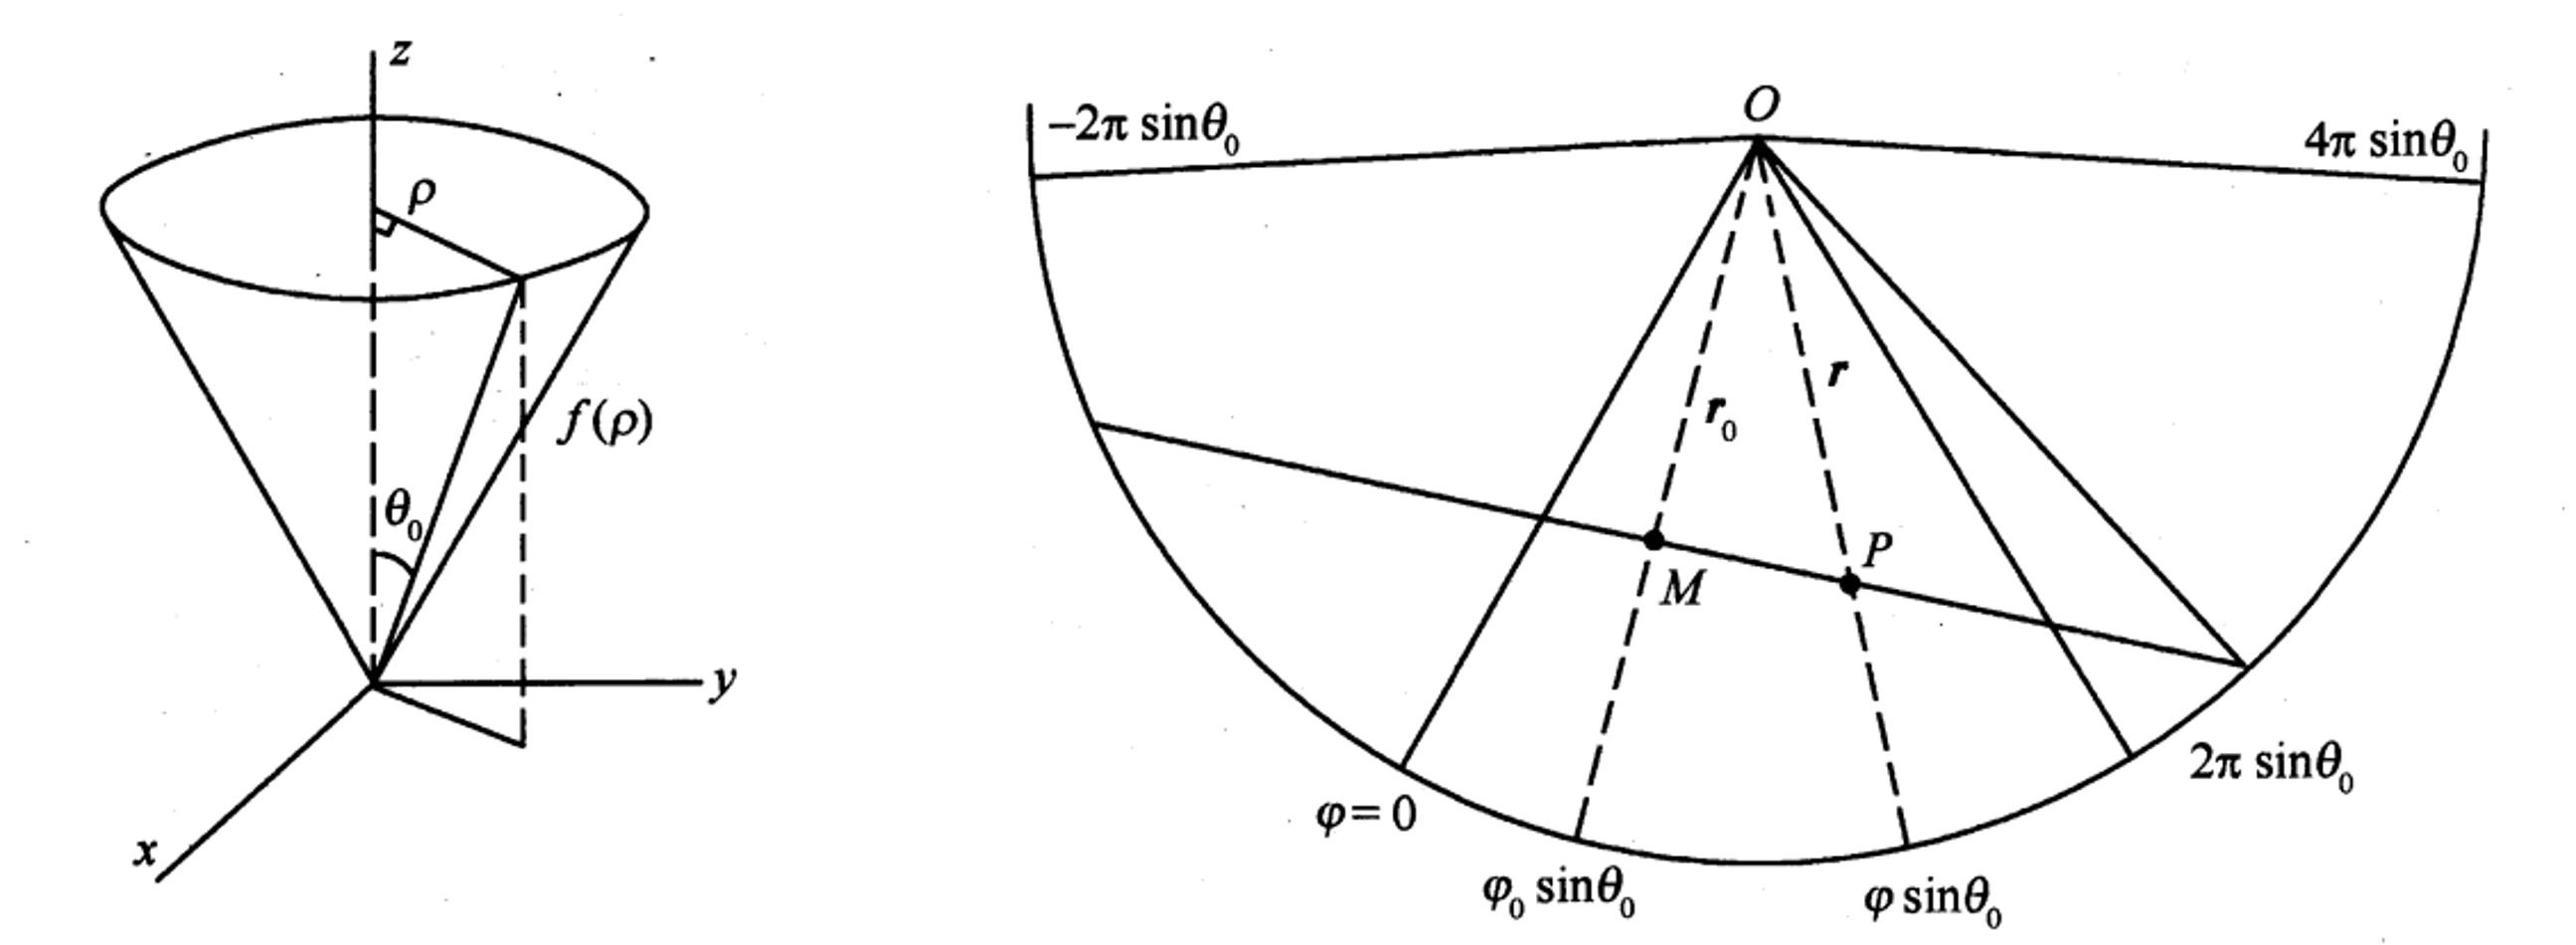 z
ρ
f(ρ)
θ₀
y
x
O
−2π sinθ₀
4π sinθ₀
r
r₀
P
M
2π sinθ₀
φ = 0
φ₀ sinθ₀
φ sinθ₀